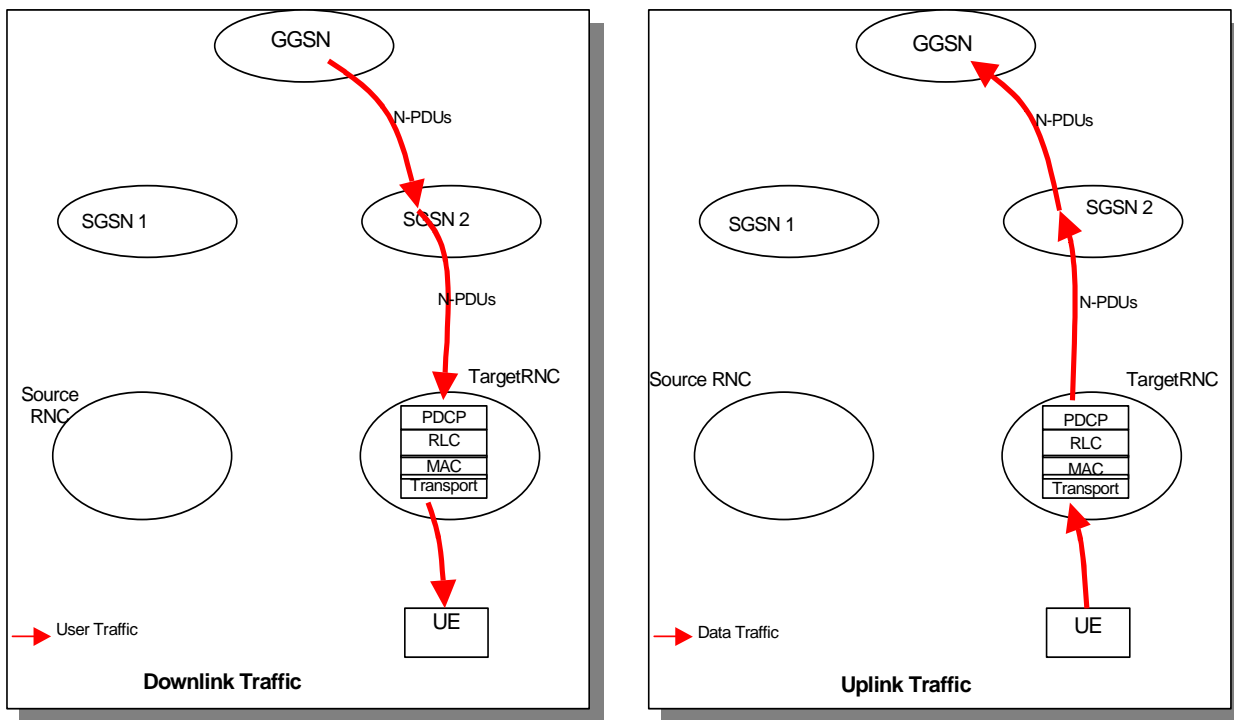 GGSN
N-PDUs
SGSN 1
SGSN 2
N-PDUs
Source
RNC
TargetRNC
PDCP
RLC
MAC
Transport
UE
User Traffic
Downlink Traffic
GGSN
N-PDUs
SGSN 1
SGSN 2
N-PDUs
Source RNC
TargetRNC
PDCP
RLC
MAC
Transport
UE
Data Traffic
Uplink Traffic